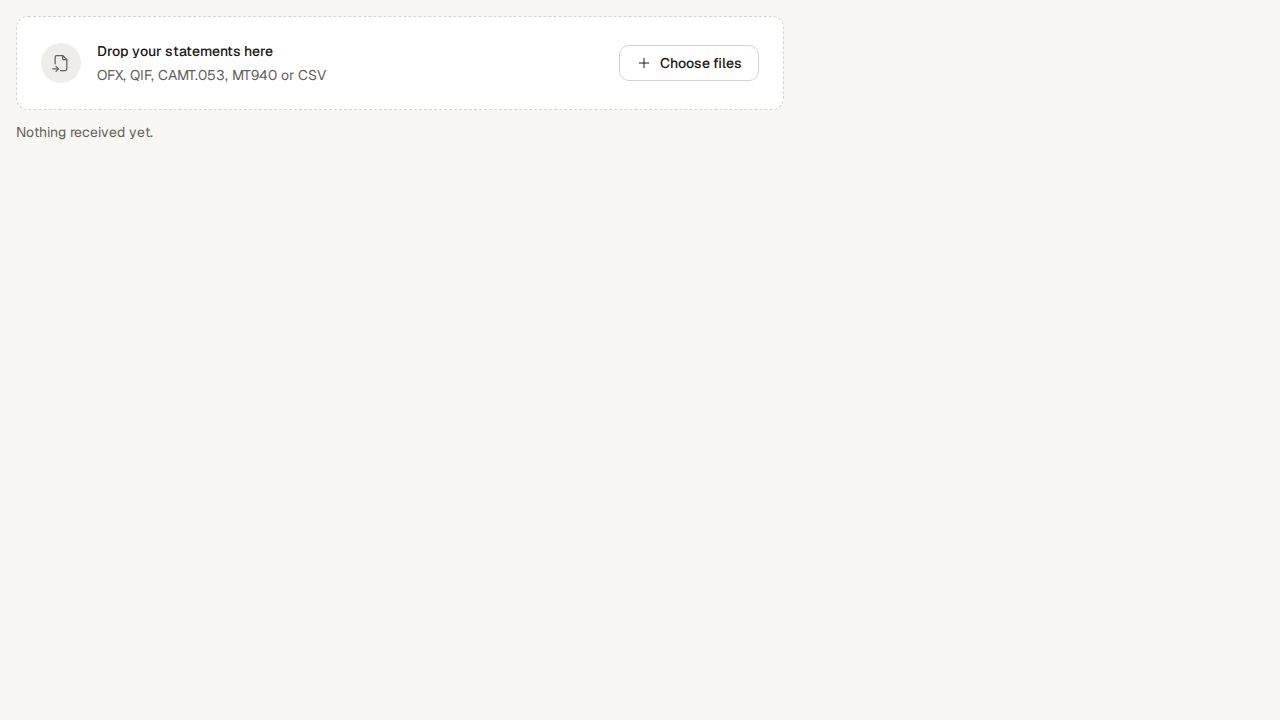 Drop your statements here
OFX, QIF, CAMT.053, MT940 or CSV
Choose files
Nothing received yet.